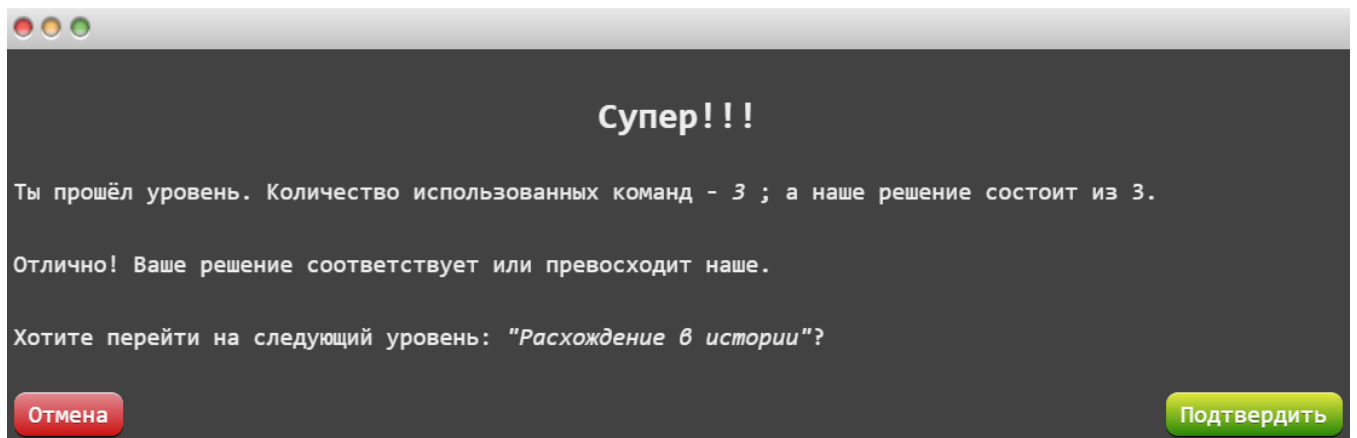 Супер!!!
Ты прошёл уровень. Количество использованных команд - 3 ; а наше решение состоит из 3.
Отлично! Ваше решение соответствует или превосходит наше.
Хотите перейти на следующий уровень: "Расхождение в истории"?
Отмена
Подтвердить